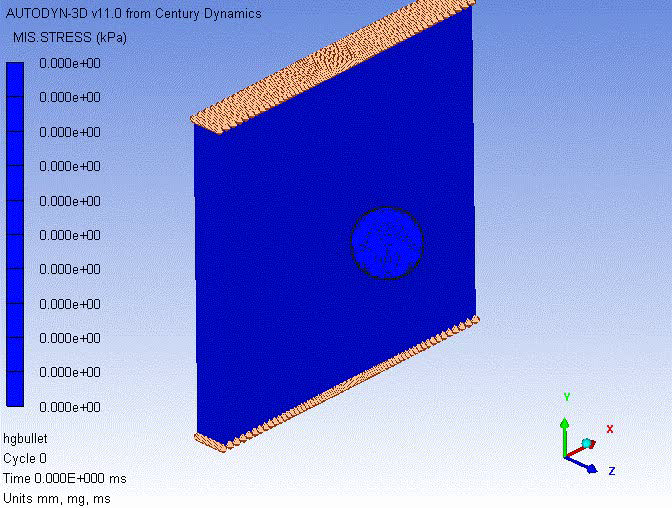 AUTODYN-3D v11.0 from Century Dynamics
MIS.STRESS (kPa)
0.000e+00
0.000e+00
0.000e+00
0.000e+00
0.000e+00
0.000e+00
0.000e+00
0.000e+00
0.000e+00
0.000e+00
0.000e+00
hgbullet
Cycle 0
Time 0.000E+000 ms
Units mm, mg, ms
Y
X
Z